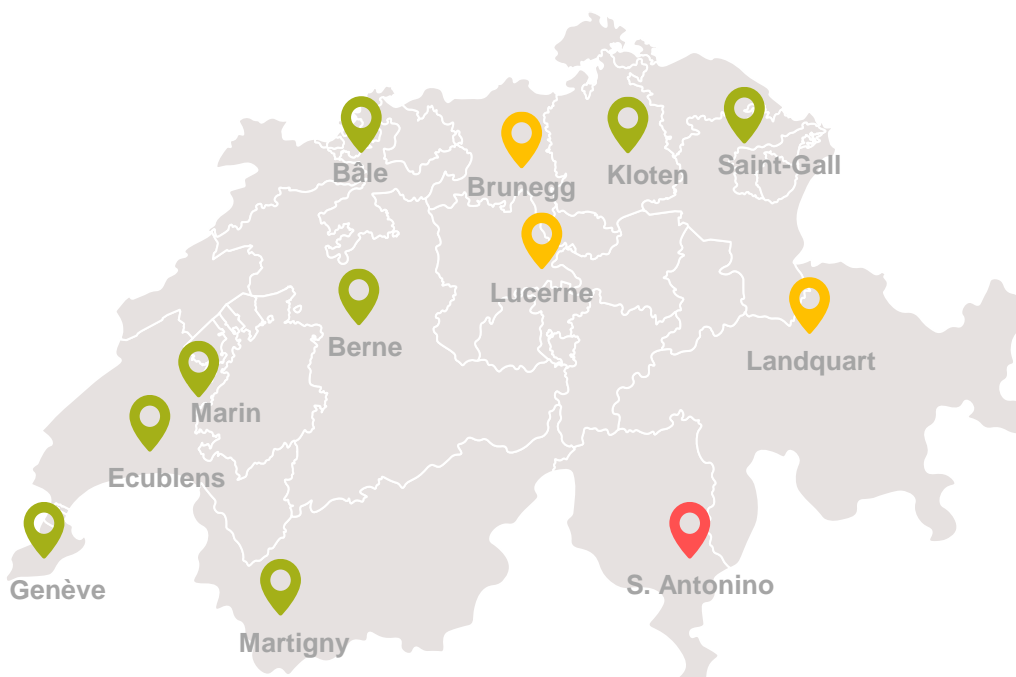 Bâle
Brunegg
Kloten
Saint-Gall
Lucerne
Berne
Landquart
Marin
Ecublens
Genève
S. Antonino
Martigny